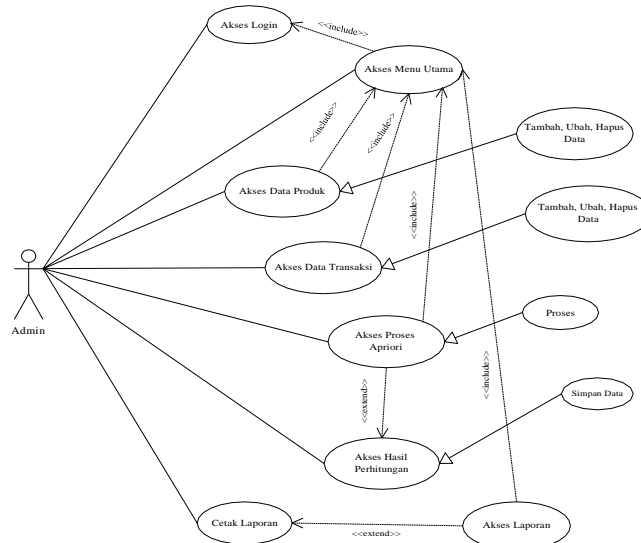 Akses Login
<<include>>
Akses Menu Utama
<<include>>
<<include>>
<<include>>
Tambah, Ubah, Hapus
Data
Akses Data Produk
Tambah, Ubah, Hapus
Data
Akses Data Transaksi
Admin
Akses Proses
Apriori
Proses
<<include>>
<<extend>>
Simpan Data
Akses Hasil
Perhitungan
Cetak Laporan
<<extend>>
Akses Laporan